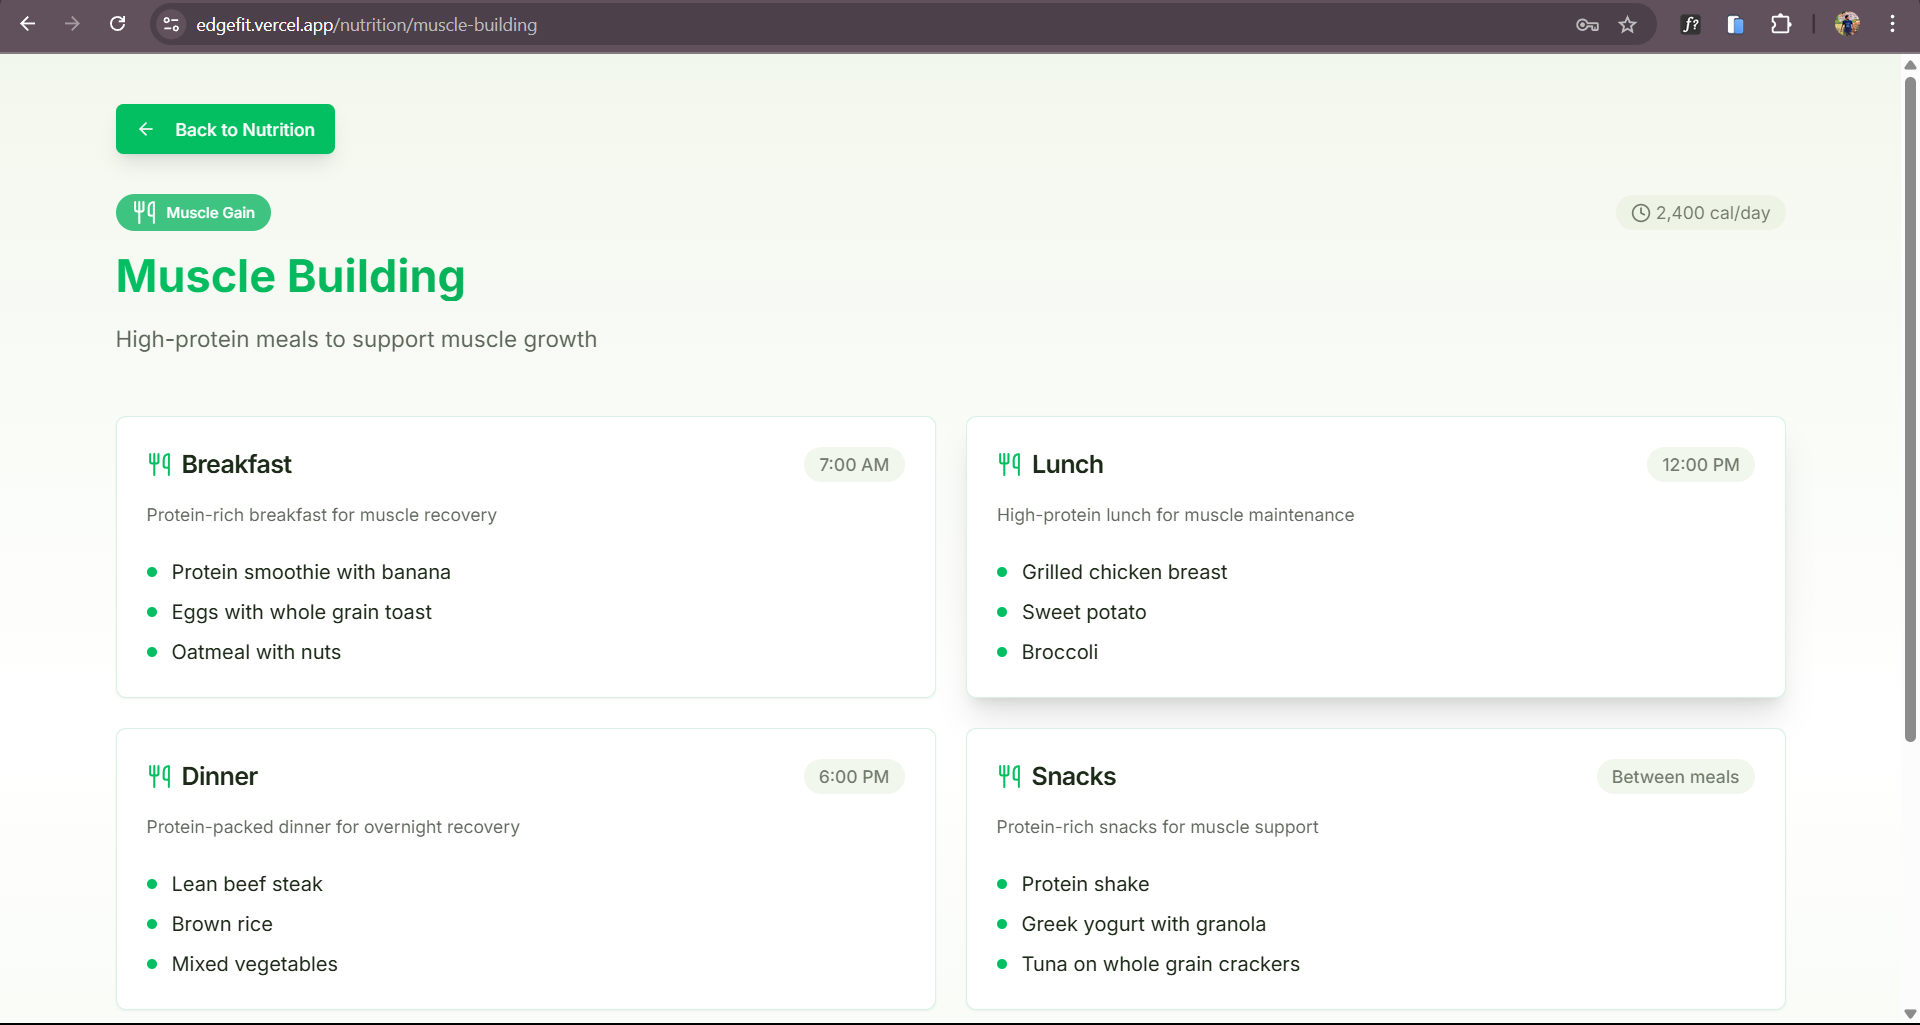 edgefit.vercel.app/nutrition/muscle-building
f?
Back to Nutrition
Muscle Gain
2,400 cal/day
Muscle Building
High-protein meals to support muscle growth
Breakfast
7:00 AM
Protein-rich breakfast for muscle recovery
Protein smoothie with banana
Eggs with whole grain toast
Oatmeal with nuts
Lunch
12:00 PM
High-protein lunch for muscle maintenance
Grilled chicken breast
Sweet potato
Broccoli
Dinner
6:00 PM
Protein-packed dinner for overnight recovery
Lean beef steak
Brown rice
Mixed vegetables
Snacks
Between meals
Protein-rich snacks for muscle support
Protein shake
Greek yogurt with granola
Tuna on whole grain crackers